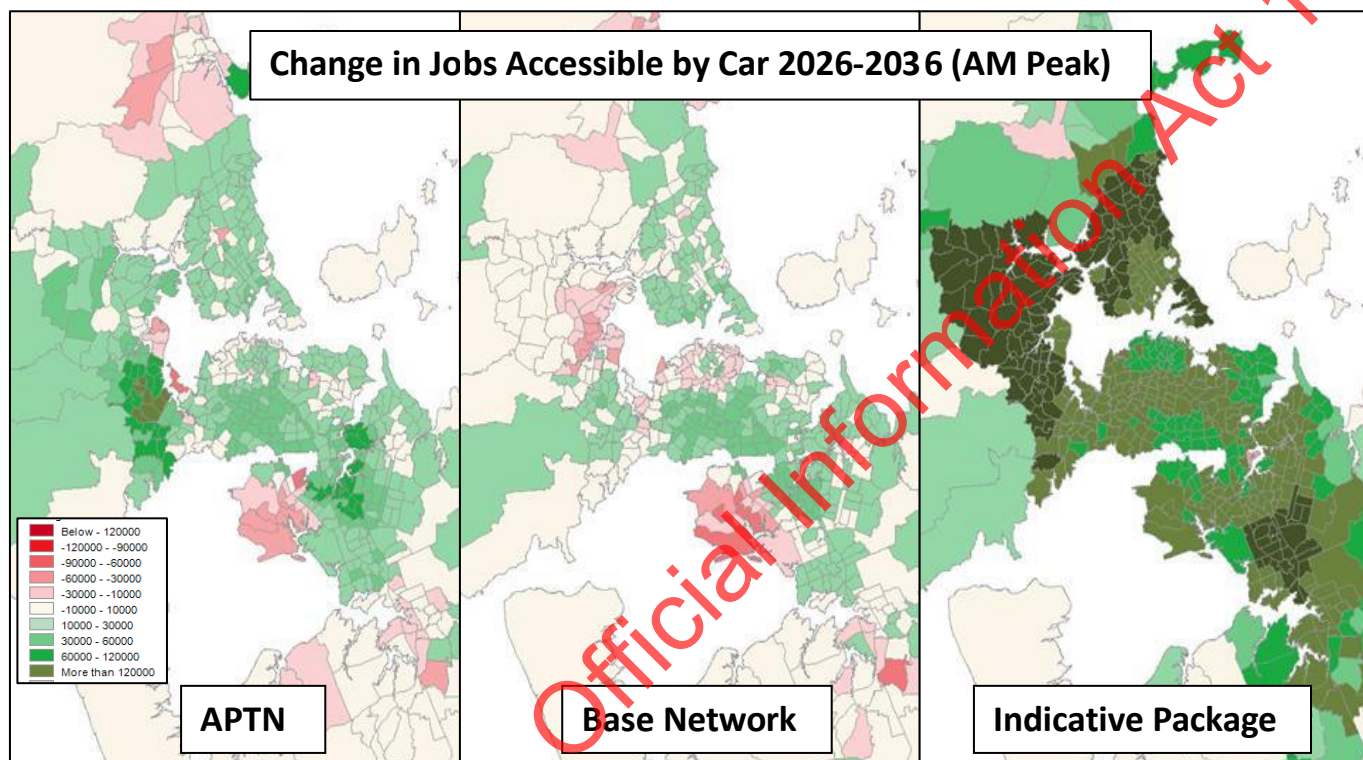 Change in Jobs Accessible by Car 2026-2036 (AM Peak)
Below - 120000
-120000 - -90000
-90000 - -60000
-60000 - -30000
-30000 - -10000
-10000 - 10000
10000 - 30000
30000 - 60000
60000 - 120000
More than 120000
APTN
Base Network
Indicative Package
Official Information Act 1